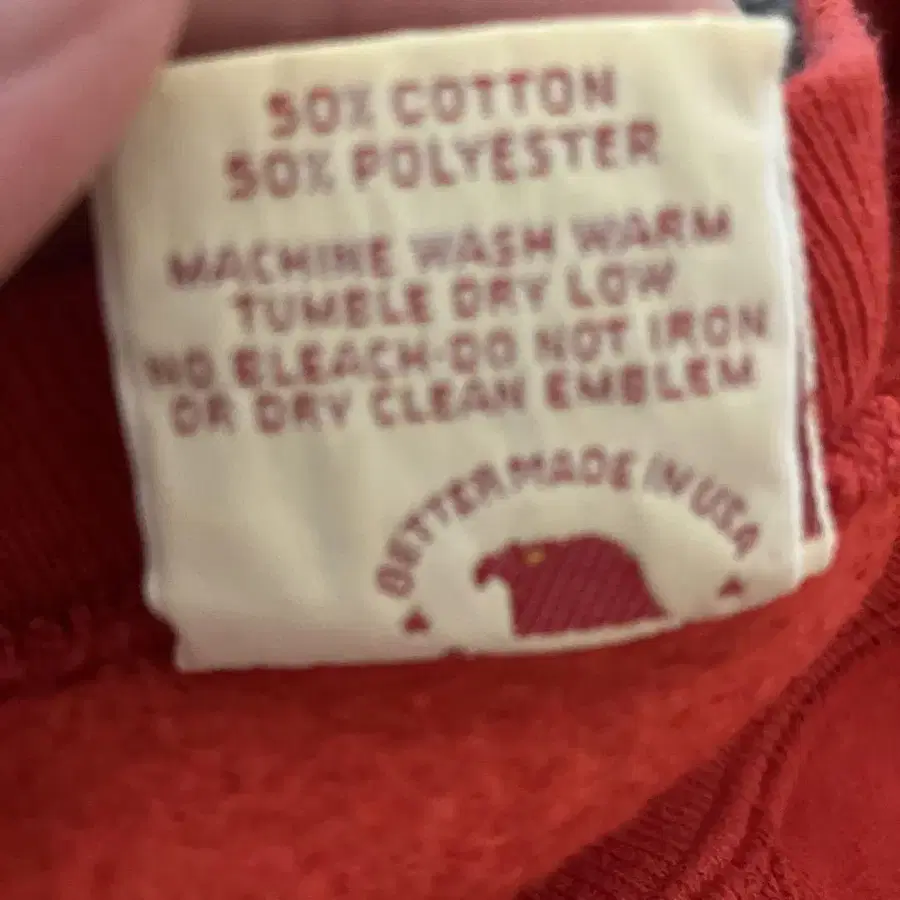 50% COTTON
50% POLYESTER
MACHINE WASH WARM
TUMBLE DRY LOW
NO BLEACH-DO NOT IRON
OR DRY CLEAN EMBLEM
BETTER MADE IN USA